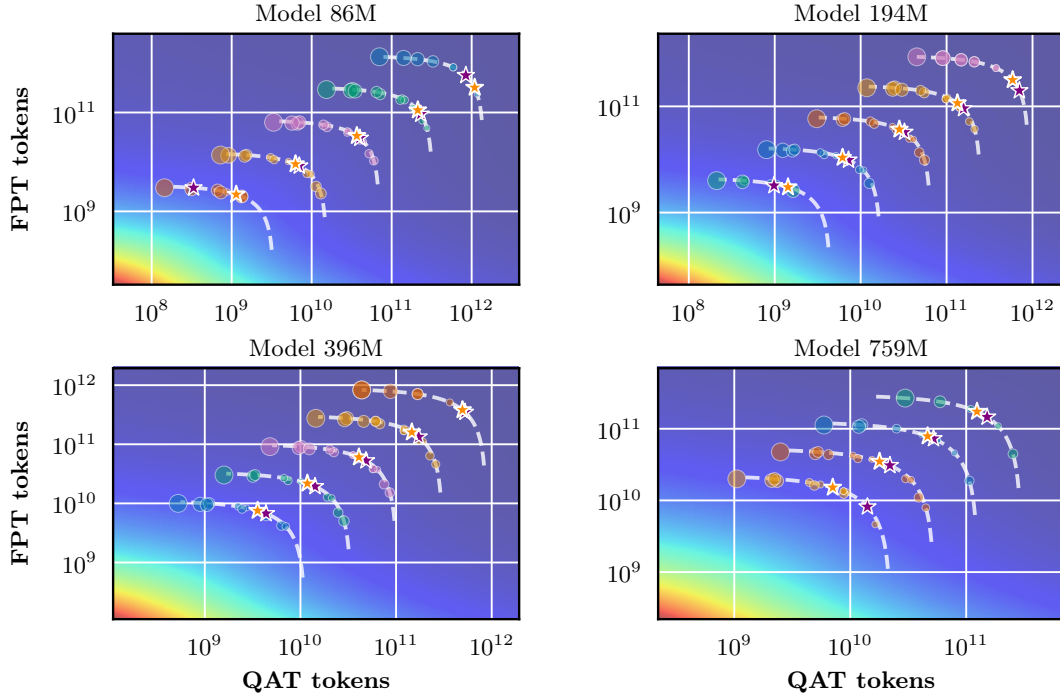 Model 86M
Model 194M
FPT tokens
10^11
10^9
10^11
10^9
10^8 10^9 10^10 10^11 10^12
10^8 10^9 10^10 10^11 10^12
Model 396M
Model 759M
FPT tokens
10^12
10^11
10^10
10^9
10^11
10^10
10^9
10^9 10^10 10^11 10^12
10^9 10^10 10^11
QAT tokens
QAT tokens